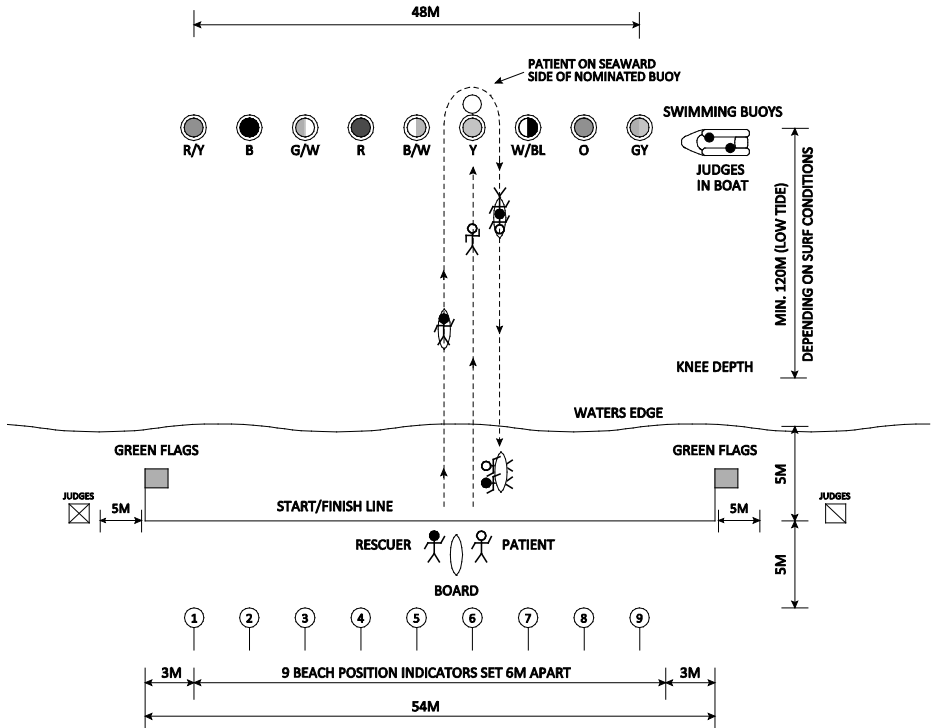 48M
PATIENT ON SEAWARD
SIDE OF NOMINATED BUOY
SWIMMING BUOYS
R/Y B G/W R B/W Y W/BL O GY
JUDGES
IN BOAT
MIN. 120M (LOW TIDE)
DEPENDING ON SURF CONDITIONS
KNEE DEPTH
WATERS EDGE
GREEN FLAGS GREEN FLAGS
5M
JUDGES JUDGES
5M START/FINISH LINE 5M
RESCUER PATIENT
5M
BOARD
1 2 3 4 5 6 7 8 9
3M 9 BEACH POSITION INDICATORS SET 6M APART 3M
54M